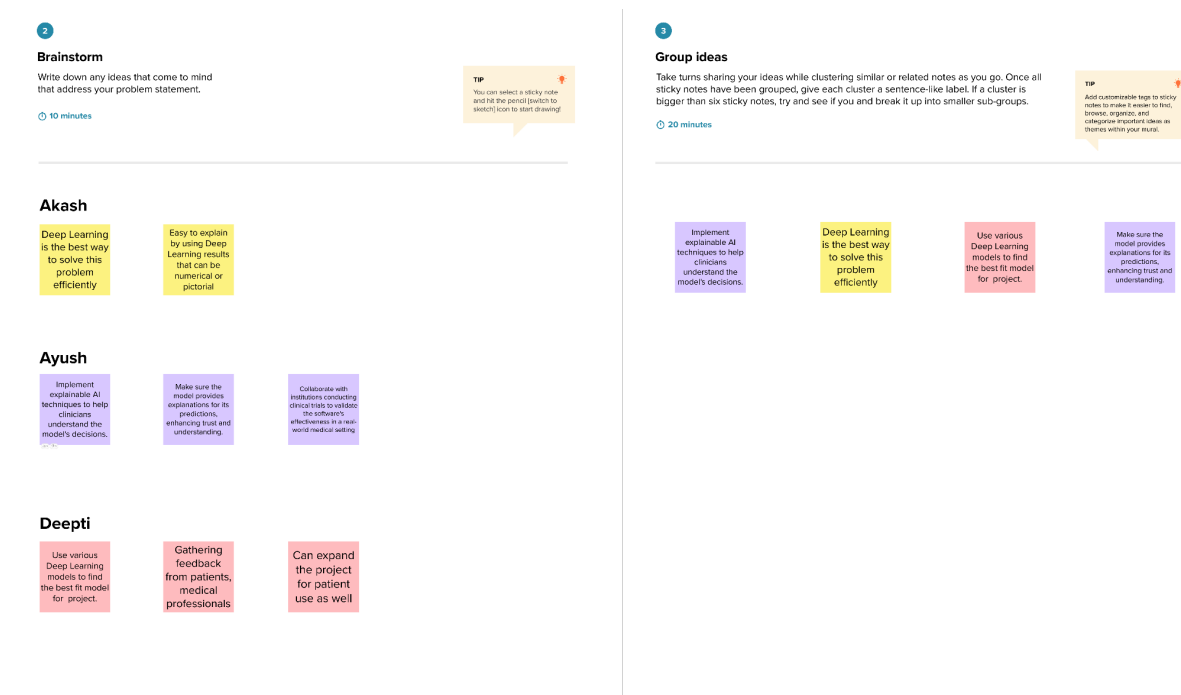 2
Brainstorm
Write down any ideas that come to mind
that address your problem statement.
10 minutes
TIP
You can select a sticky note
and hit the pencil [switch to
sketch] icon to start drawing!
Akash
Deep Learning
is the best way
to solve this
problem
efficiently
Easy to explain
by using Deep
Learning results
that can be
numerical or
pictorial
Ayush
Implement
explainable AI
techniques to help
clinicians
understand the
model's decisions.
Make sure the
model provides
explanations for its
predictions,
enhancing trust and
understanding.
Collaborate with
institutions conducting
clinical trials to validate
the software's
effectiveness in a real-
world medical setting
Deepti
Use various
Deep Learning
models to find
the best fit model
for project.
Gathering
feedback
from patients,
medical
professionals
Can expand
the project
for patient
use as well
3
Group ideas
Take turns sharing your ideas while clustering similar or related notes as you go. Once all
sticky notes have been grouped, give each cluster a sentence-like label. If a cluster is
bigger than six sticky notes, try and see if you and break it up into smaller sub-groups.
20 minutes
TIP
Add customizable tags to sticky
notes to make it easier to find,
browse, organize, and
categorize important ideas as
themes within your mural.
Implement
explainable AI
techniques to help
clinicians
understand the
model's decisions.
Deep Learning
is the best way
to solve this
problem
efficiently
Use various
Deep Learning
models to find
the best fit model
for project.
Make sure the
model provides
explanations for its
predictions,
enhancing trust and
understanding.